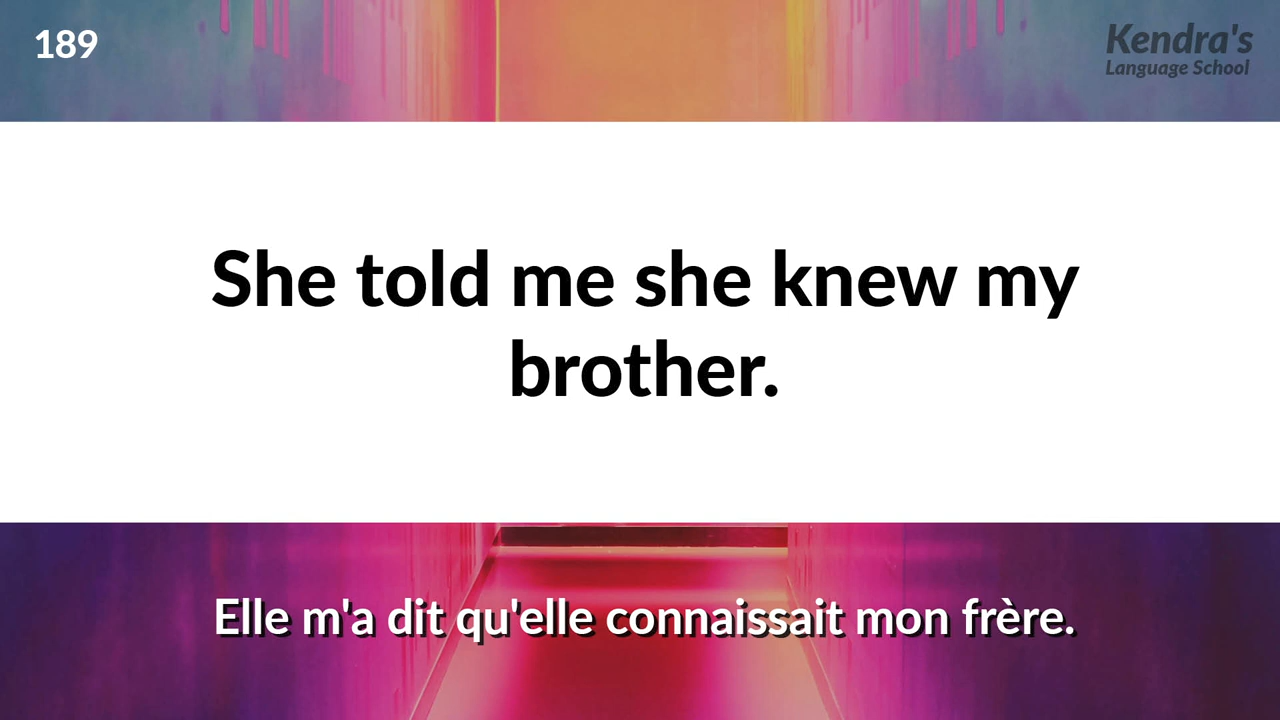 189
Kendra's
Language School
She told me she knew my
brother.
Elle m'a dit qu'elle connaissait mon frère.